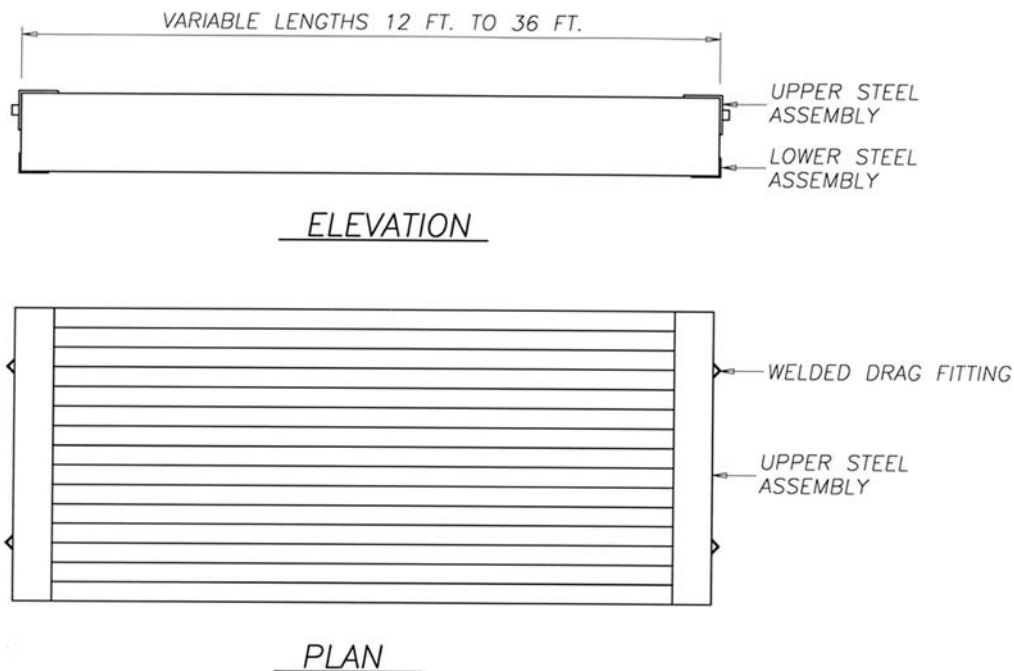 VARIABLE LENGTHS 12 FT. TO 36 FT.
UPPER STEEL
ASSEMBLY
LOWER STEEL
ASSEMBLY
ELEVATION
WELDED DRAG FITTING
UPPER STEEL
ASSEMBLY
PLAN